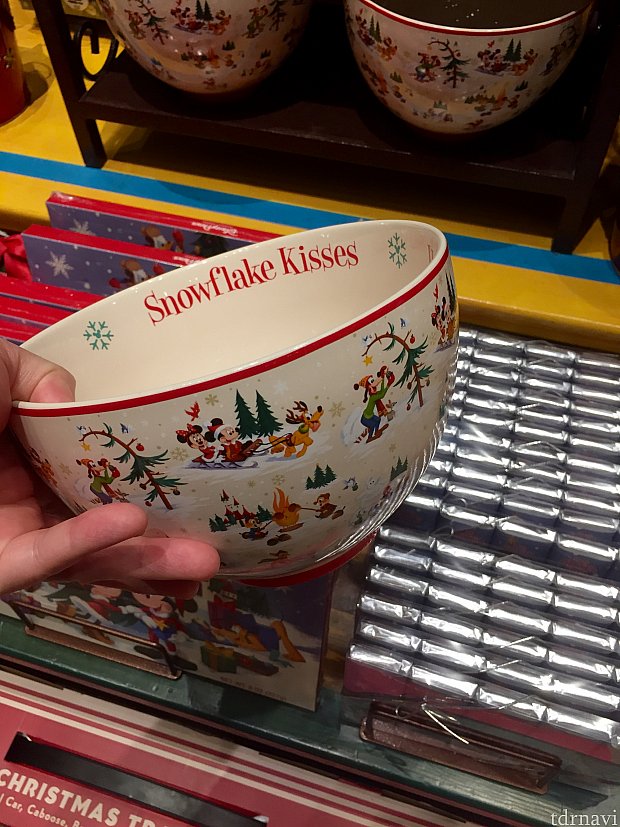 Snowflake Kisses
CHRISTMAS TR
l Car, Caboose, B
tdrnavi